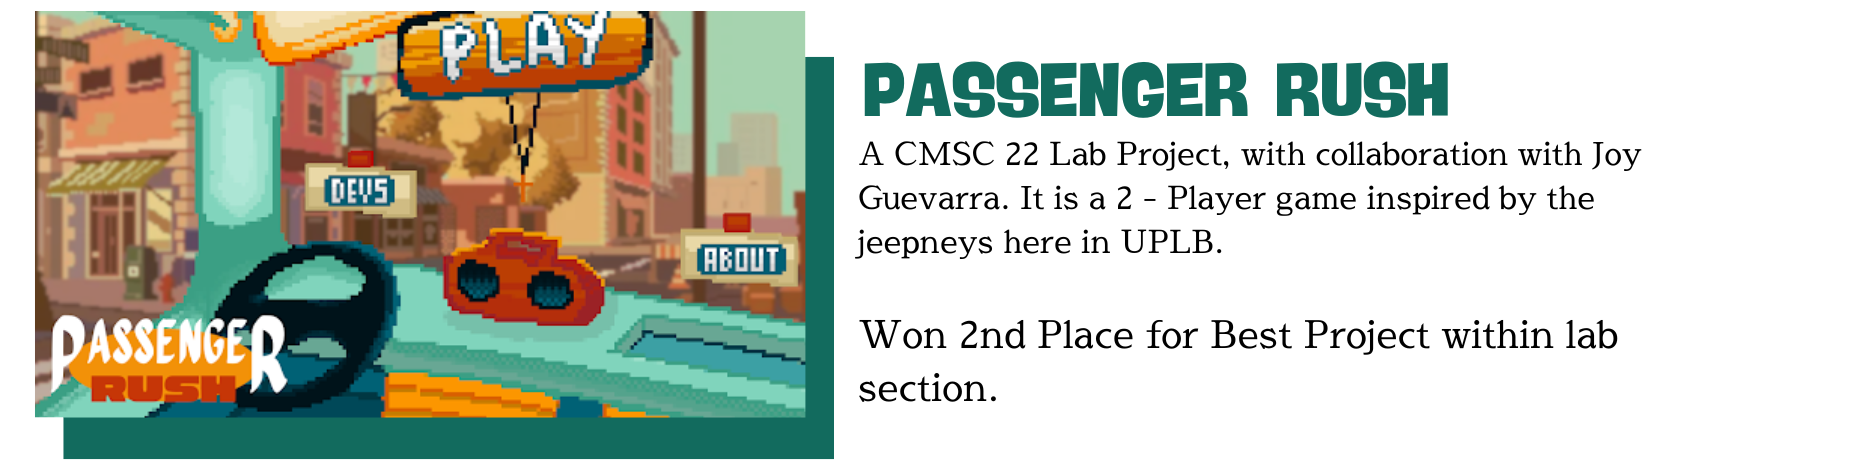 PLAY
DEVS
ABOUT
PASSENGER
RUSH
PASSENGER RUSH
A CMSC 22 Lab Project, with collaboration with Joy
Guevarra. It is a 2 - Player game inspired by the
jeepneys here in UPLB.
Won 2nd Place for Best Project within lab
section.